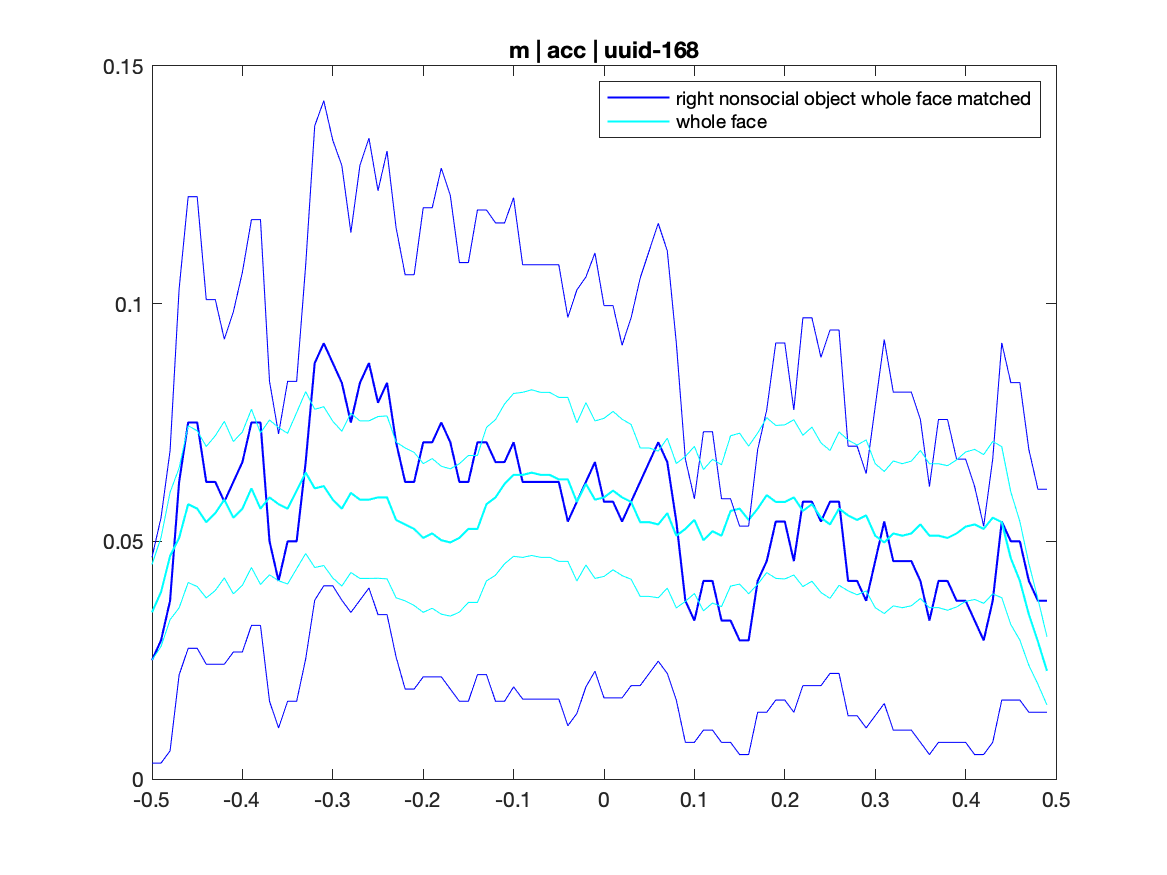 m | acc | uuid-168
0.15
right nonsocial object whole face matched
whole face
0.1
0.05
0
-0.5 -0.4 -0.3 -0.2 -0.1 0 0.1 0.2 0.3 0.4 0.5